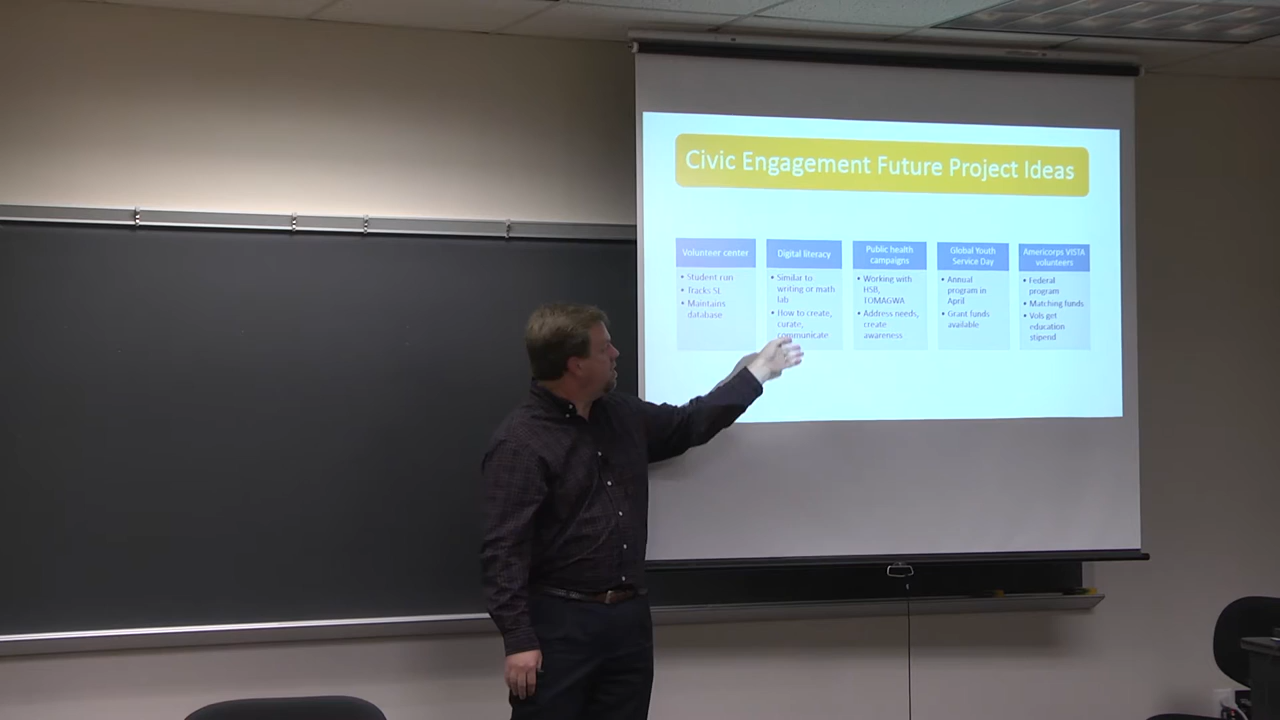 Civic Engagement Future Project Ideas
Volunteer center
• Student run
• Tracks SL
• Maintains
database
Digital literacy
• Similar to
writing or math
lab
• How to create,
curate,
communicate
Public health
campaigns
• Working with
HSB,
TOMAGWA
• Address needs,
create
awareness
Global Youth
Service Day
• Annual
program in
April
• Grant funds
available
Americorps VISTA
volunteers
• Federal
program
• Matching funds
• Vols get
education
stipend